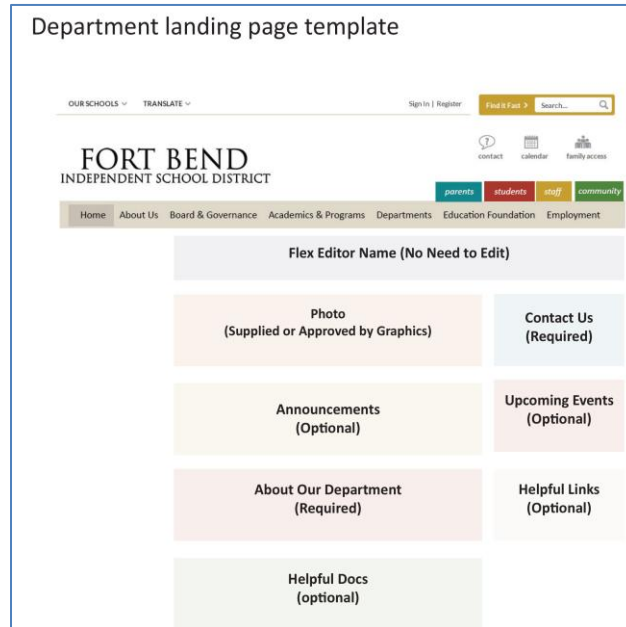 Department landing page template
OUR SCHOOLS TRANSLATE Sign In | Register Find it Fast > Search...
contact calendar family access
FORT BEND
INDEPENDENT SCHOOL DISTRICT
parents students staff community
Home About Us Board & Governance Academics & Programs Departments Education Foundation Employment
Flex Editor Name (No Need to Edit)
Photo
(Supplied or Approved by Graphics)
Contact Us
(Required)
Announcements
(Optional)
Upcoming Events
(Optional)
About Our Department
(Required)
Helpful Links
(Optional)
Helpful Docs
(optional)